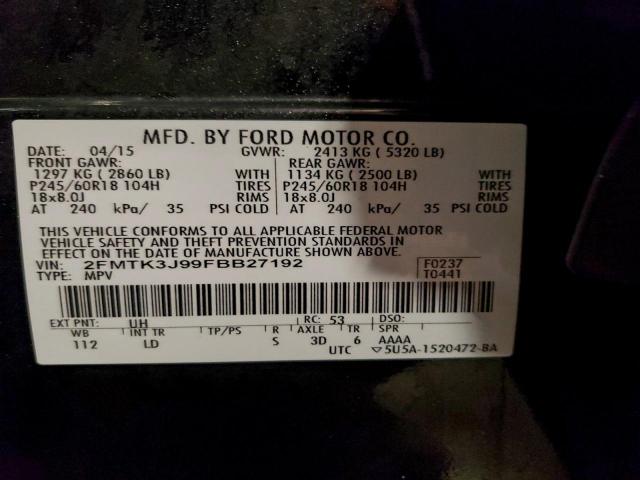 MFD. BY FORD MOTOR CO.
DATE: 04/15 GVWR: 2413 KG ( 5320 LB)
FRONT GAWR: REAR GAWR:
1297 KG ( 2860 LB) WITH 1134 KG ( 2500 LB) WITH
P245/60R18 104H TIRES P245/60R18 104H TIRES
18x8.0J RIMS 18x8.0J RIMS
AT 240 kPa/ 35 PSI COLD AT 240 kPa/ 35 PSI COLD
THIS VEHICLE CONFORMS TO ALL APPLICABLE FEDERAL MOTOR
VEHICLE SAFETY AND THEFT PREVENTION STANDARDS IN
EFFECT ON THE DATE OF MANUFACTURE SHOWN ABOVE.
VIN: 2FMTK3J99FBB27192 F0237
TYPE: MPV T0441
EXT PNT: UH RC: 53 DSO:
WB INT TR TP/PS R AXLE TR SPR
112 LD S 3D 6 AAAA
UTC ▽5U5A-1520472-BA